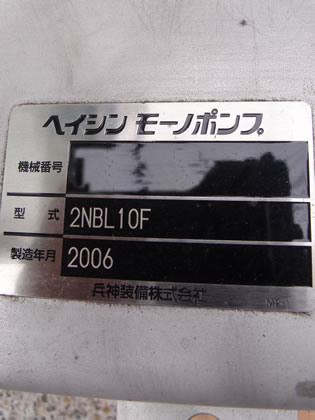 ヘイシン モーノポンプ
機械番号
型式 2NBL10F
製造年月 2006
兵神装備株式会社